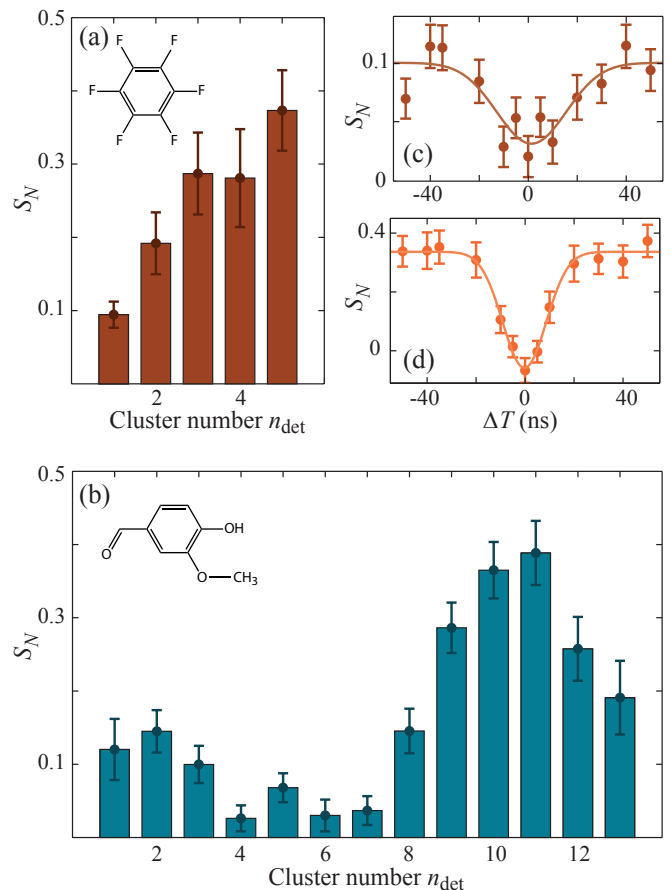 (a)
F
F
F
F
F
F
0.5
0.3
0.1
S_N
2
4
Cluster number n_det
(c)
0.1
0
S_N
-40
0
40
(d)
0.4
0
S_N
-40
0
40
ΔT (ns)
(b)
O
OH
O
CH₃
0.5
0.3
0.1
S_N
2
4
6
8
10
12
Cluster number n_det